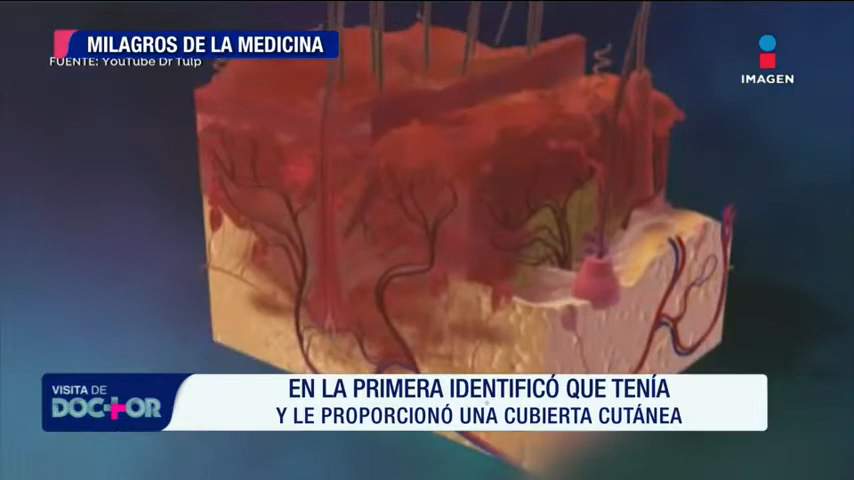 MILAGROS DE LA MEDICINA
FUENTE: YouTube Dr Tulp
IMAGEN
VISITA DE
DOCTOR
EN LA PRIMERA IDENTIFICÓ QUE TENÍA
Y LE PROPORCIONÓ UNA CUBIERTA CUTÁNEA